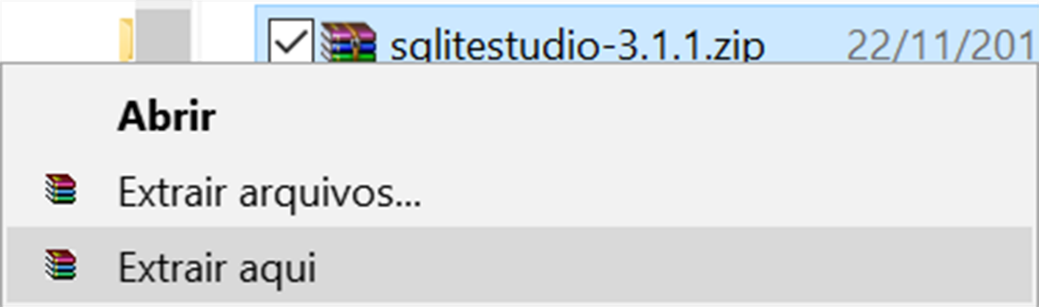 sqlitestudio-3.1.1.zip 22/11/201
Abrir
Extrair arquivos...
Extrair aqui